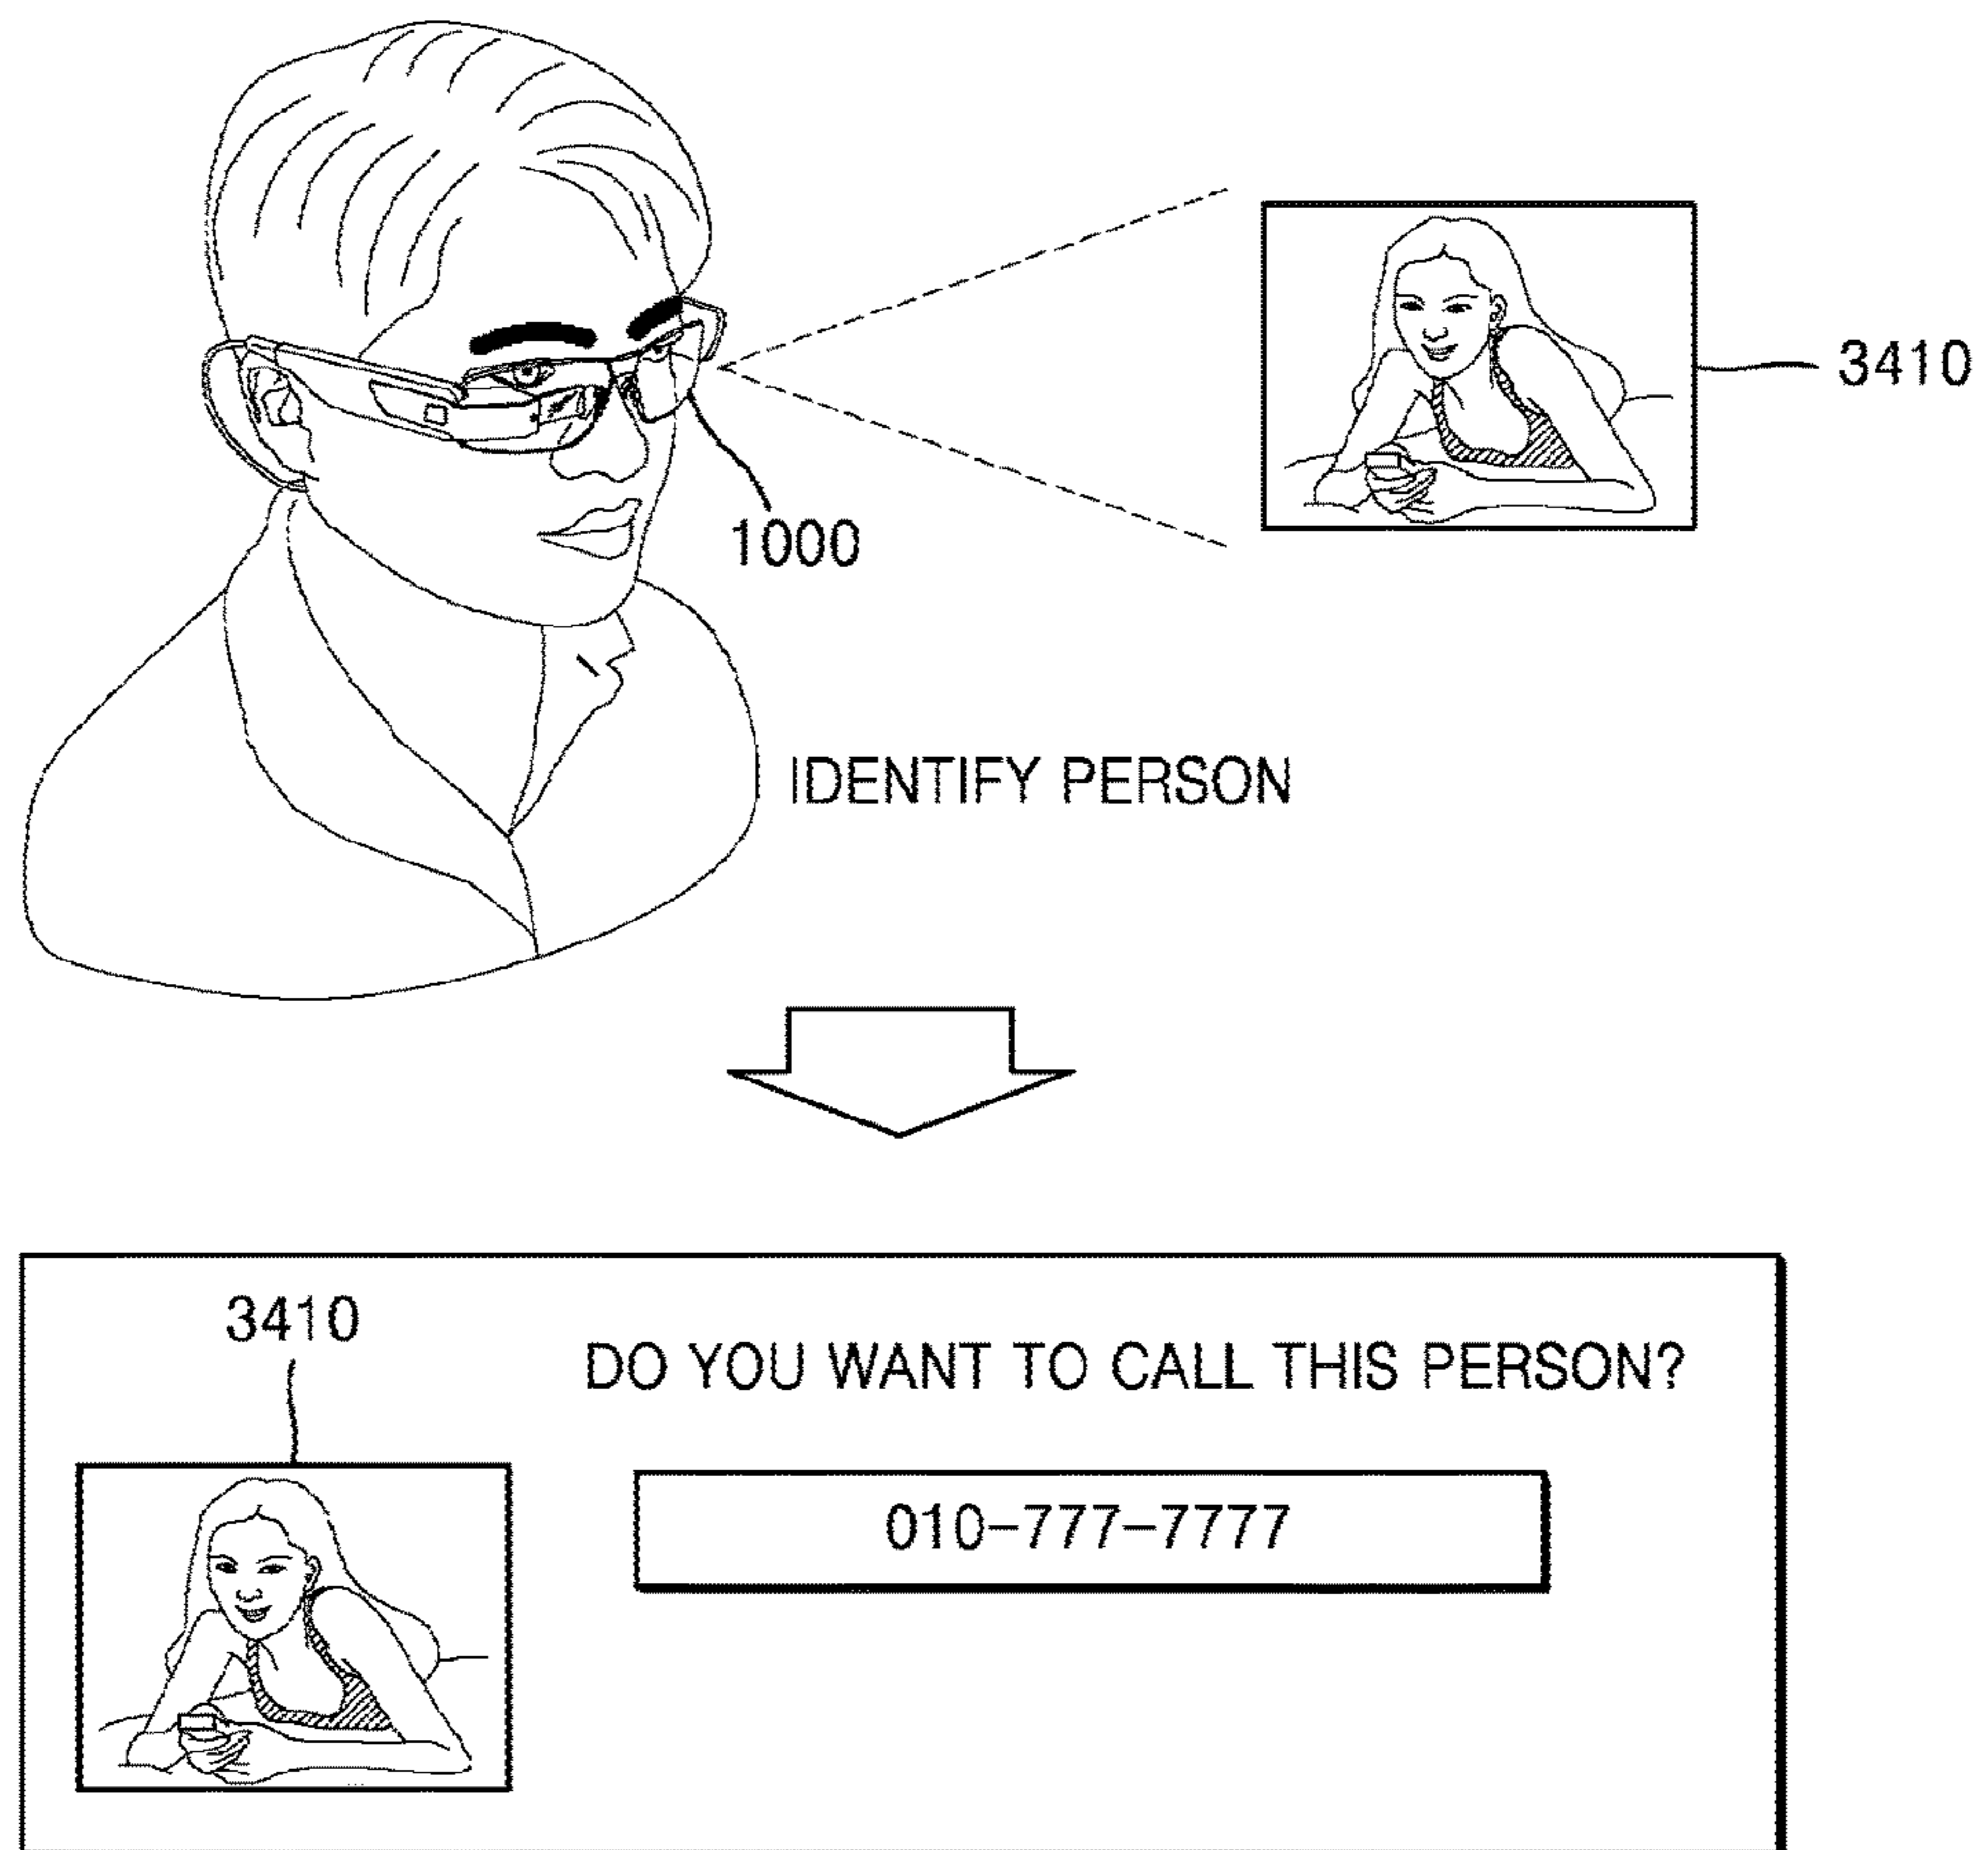 3410
1000
IDENTIFY PERSON
3410
DO YOU WANT TO CALL THIS PERSON?
010-777-7777